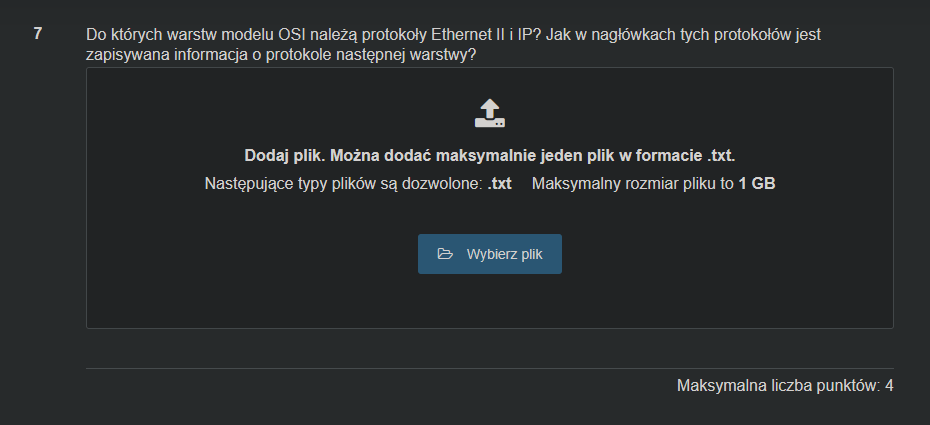 7
Do których warstw modelu OSI należą protokoły Ethernet II i IP? Jak w nagłówkach tych protokołów jest
zapisywana informacja o protokole następnej warstwy?
Dodaj plik. Można dodać maksymalnie jeden plik w formacie .txt.
Następujące typy plików są dozwolone: .txt Maksymalny rozmiar pliku to 1 GB
Wybierz plik
Maksymalna liczba punktów: 4